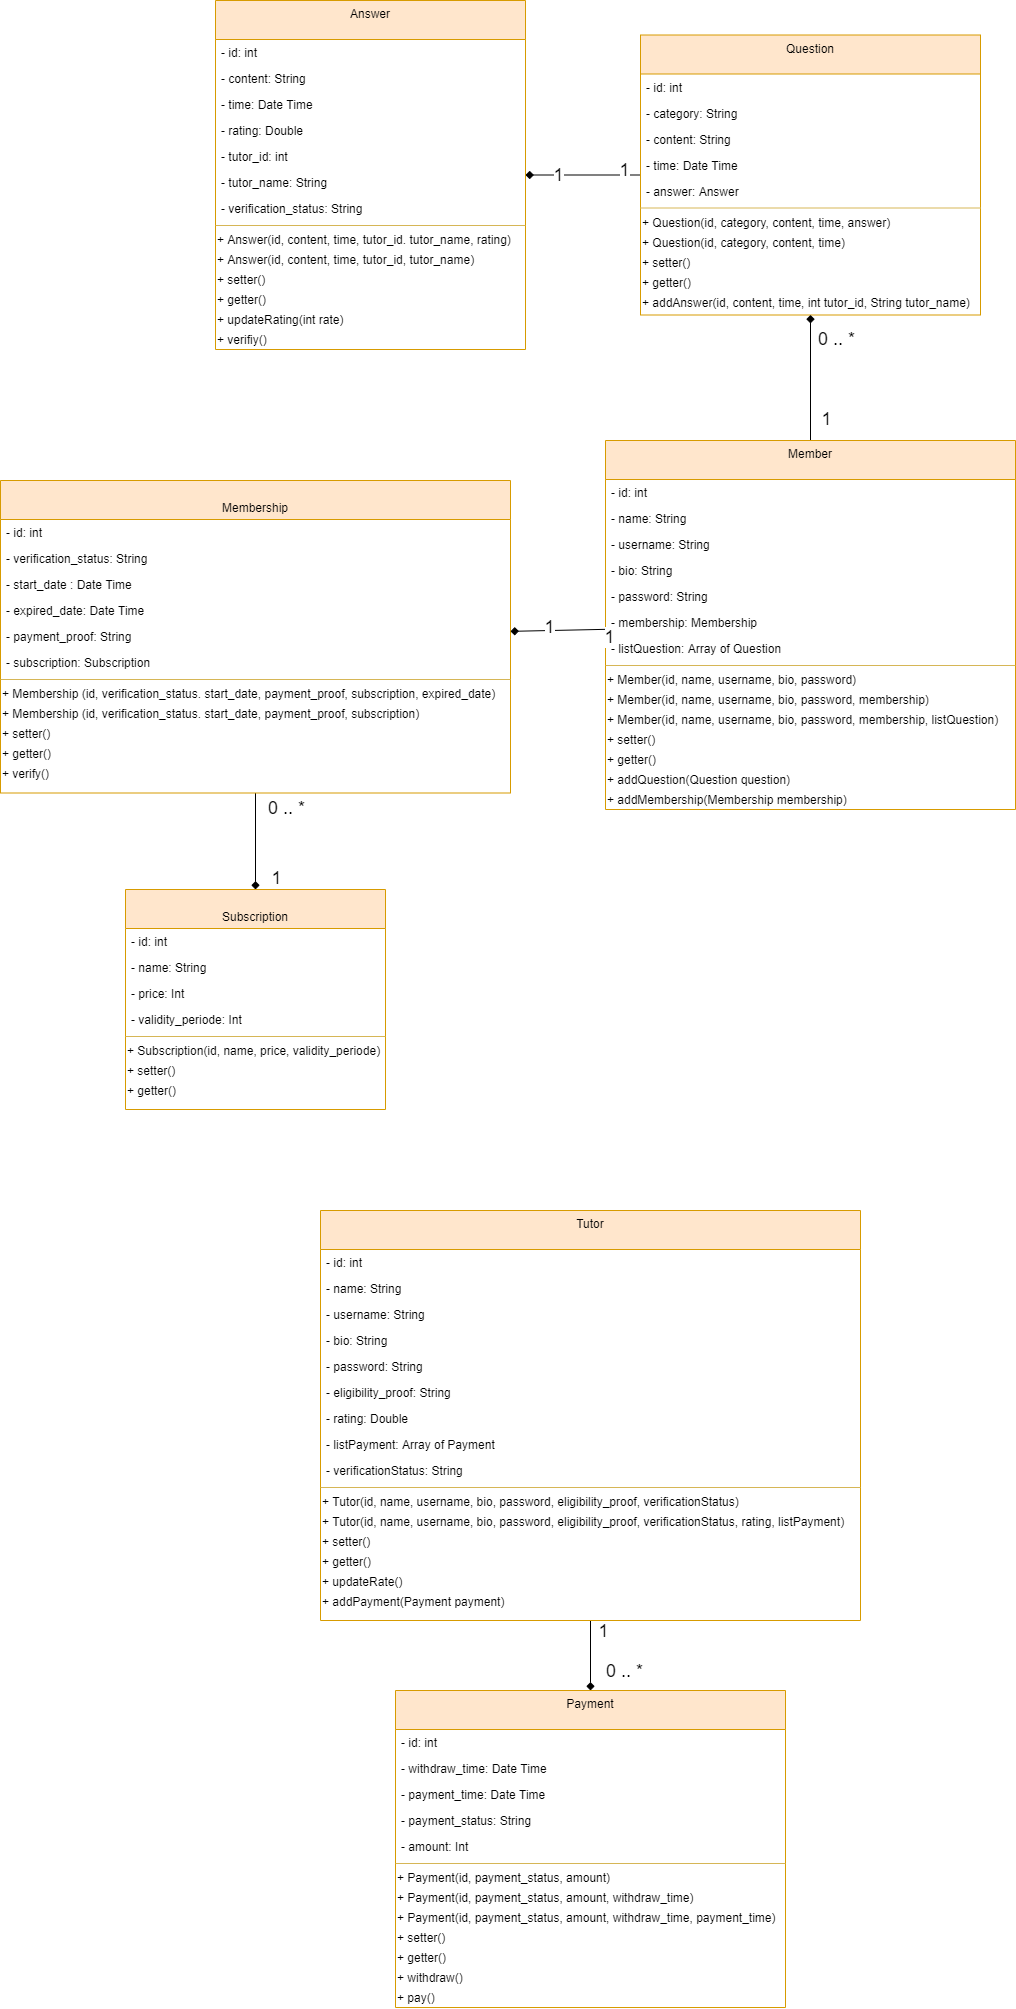 Answer
- id: int
- content: String
- time: Date Time
- rating: Double
- tutor_id: int
- tutor_name: String
- verification_status: String
+ Answer(id, content, time, tutor_id. tutor_name, rating)
+ Answer(id, content, time, tutor_id, tutor_name)
+ setter()
+ getter()
+ updateRating(int rate)
+ verifiy()
1
1
Question
- id: int
- category: String
- content: String
- time: Date Time
- answer: Answer
+ Question(id, category, content, time, answer)
+ Question(id, category, content, time)
+ setter()
+ getter()
+ addAnswer(id, content, time, int tutor_id, String tutor_name)
0 .. *
1
Member
- id: int
- name: String
- username: String
- bio: String
- password: String
- membership: Membership
- listQuestion: Array of Question
+ Member(id, name, username, bio, password)
+ Member(id, name, username, bio, password, membership)
+ Member(id, name, username, bio, password, membership, listQuestion)
+ setter()
+ getter()
+ addQuestion(Question question)
+ addMembership(Membership membership)
1
1
Membership
- id: int
- verification_status: String
- start_date : Date Time
- expired_date: Date Time
- payment_proof: String
- subscription: Subscription
+ Membership (id, verification_status. start_date, payment_proof, subscription, expired_date)
+ Membership (id, verification_status. start_date, payment_proof, subscription)
+ setter()
+ getter()
+ verify()
0 .. *
1
Subscription
- id: int
- name: String
- price: Int
- validity_periode: Int
+ Subscription(id, name, price, validity_periode)
+ setter()
+ getter()
Tutor
- id: int
- name: String
- username: String
- bio: String
- password: String
- eligibility_proof: String
- rating: Double
- listPayment: Array of Payment
- verificationStatus: String
+ Tutor(id, name, username, bio, password, eligibility_proof, verificationStatus)
+ Tutor(id, name, username, bio, password, eligibility_proof, verificationStatus, rating, listPayment)
+ setter()
+ getter()
+ updateRate()
+ addPayment(Payment payment)
1
0 .. *
Payment
- id: int
- withdraw_time: Date Time
- payment_time: Date Time
- payment_status: String
- amount: Int
+ Payment(id, payment_status, amount)
+ Payment(id, payment_status, amount, withdraw_time)
+ Payment(id, payment_status, amount, withdraw_time, payment_time)
+ setter()
+ getter()
+ withdraw()
+ pay()